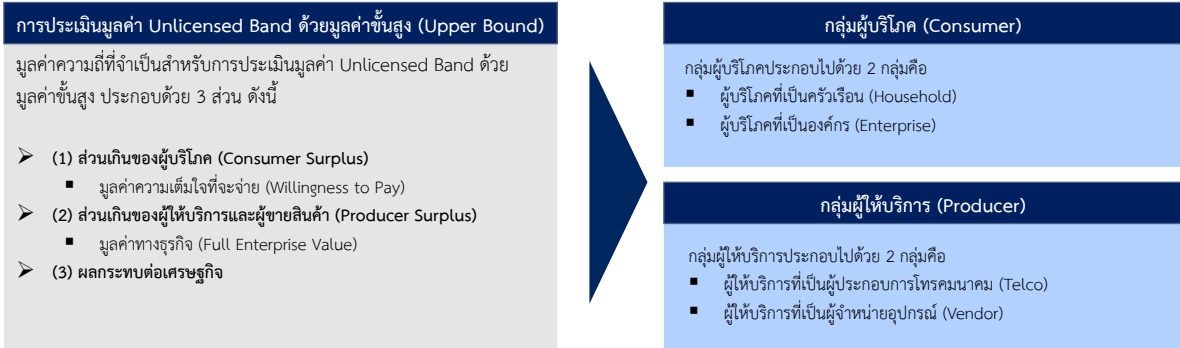 การประเมินมูลค่า Unlicensed Band ด้วยมูลค่าขั้นสูง (Upper Bound)
มูลค่าความถี่ที่จำเป็นสำหรับการประเมินมูลค่า Unlicensed Band ด้วย
มูลค่าขั้นสูง ประกอบด้วย 3 ส่วน ดังนี้
➢ (1) ส่วนเกินของผู้บริโภค (Consumer Surplus)
▪ มูลค่าความเต็มใจที่จะจ่าย (Willingness to Pay)
➢ (2) ส่วนเกินของผู้ให้บริการและผู้ขายสินค้า (Producer Surplus)
▪ มูลค่าทางธุรกิจ (Full Enterprise Value)
➢ (3) ผลกระทบต่อเศรษฐกิจ
กลุ่มผู้บริโภค (Consumer)
กลุ่มผู้บริโภคประกอบไปด้วย 2 กลุ่มคือ
▪ ผู้บริโภคที่เป็นครัวเรือน (Household)
▪ ผู้บริโภคที่เป็นองค์กร (Enterprise)
กลุ่มผู้ให้บริการ (Producer)
กลุ่มผู้ให้บริการประกอบไปด้วย 2 กลุ่มคือ
▪ ผู้ให้บริการที่เป็นผู้ประกอบการโทรคมนาคม (Telco)
▪ ผู้ให้บริการที่เป็นผู้จำหน่ายอุปกรณ์ (Vendor)